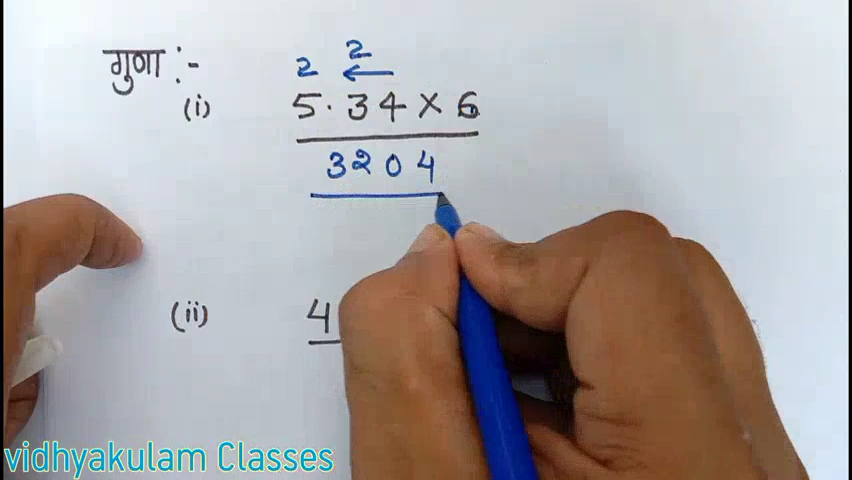 गुणा :-
2 2 ←
(i) 5.34 × 6
3204
(ii) 4
vidhyakulam Classes